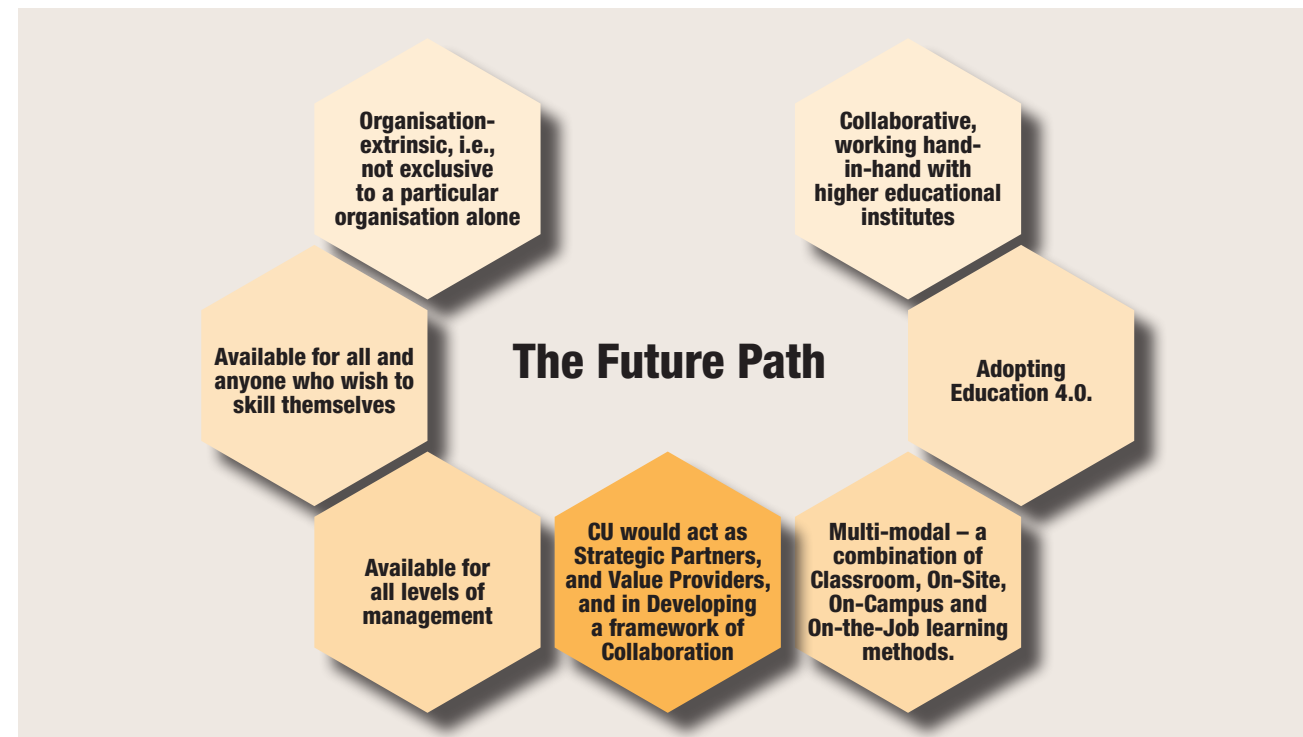 Organisation-
extrinsic, i.e.,
not exclusive
to a particular
organisation alone
Collaborative,
working hand-
in-hand with
higher educational
institutes
Available for all and
anyone who wish to
skill themselves
The Future Path
Adopting
Education 4.0.
Available for
all levels of
management
CU would act as
Strategic Partners,
and Value Providers,
and in Developing
a framework of
Collaboration
Multi-modal – a
combination of
Classroom, On-Site,
On-Campus and
On-the-Job learning
methods.